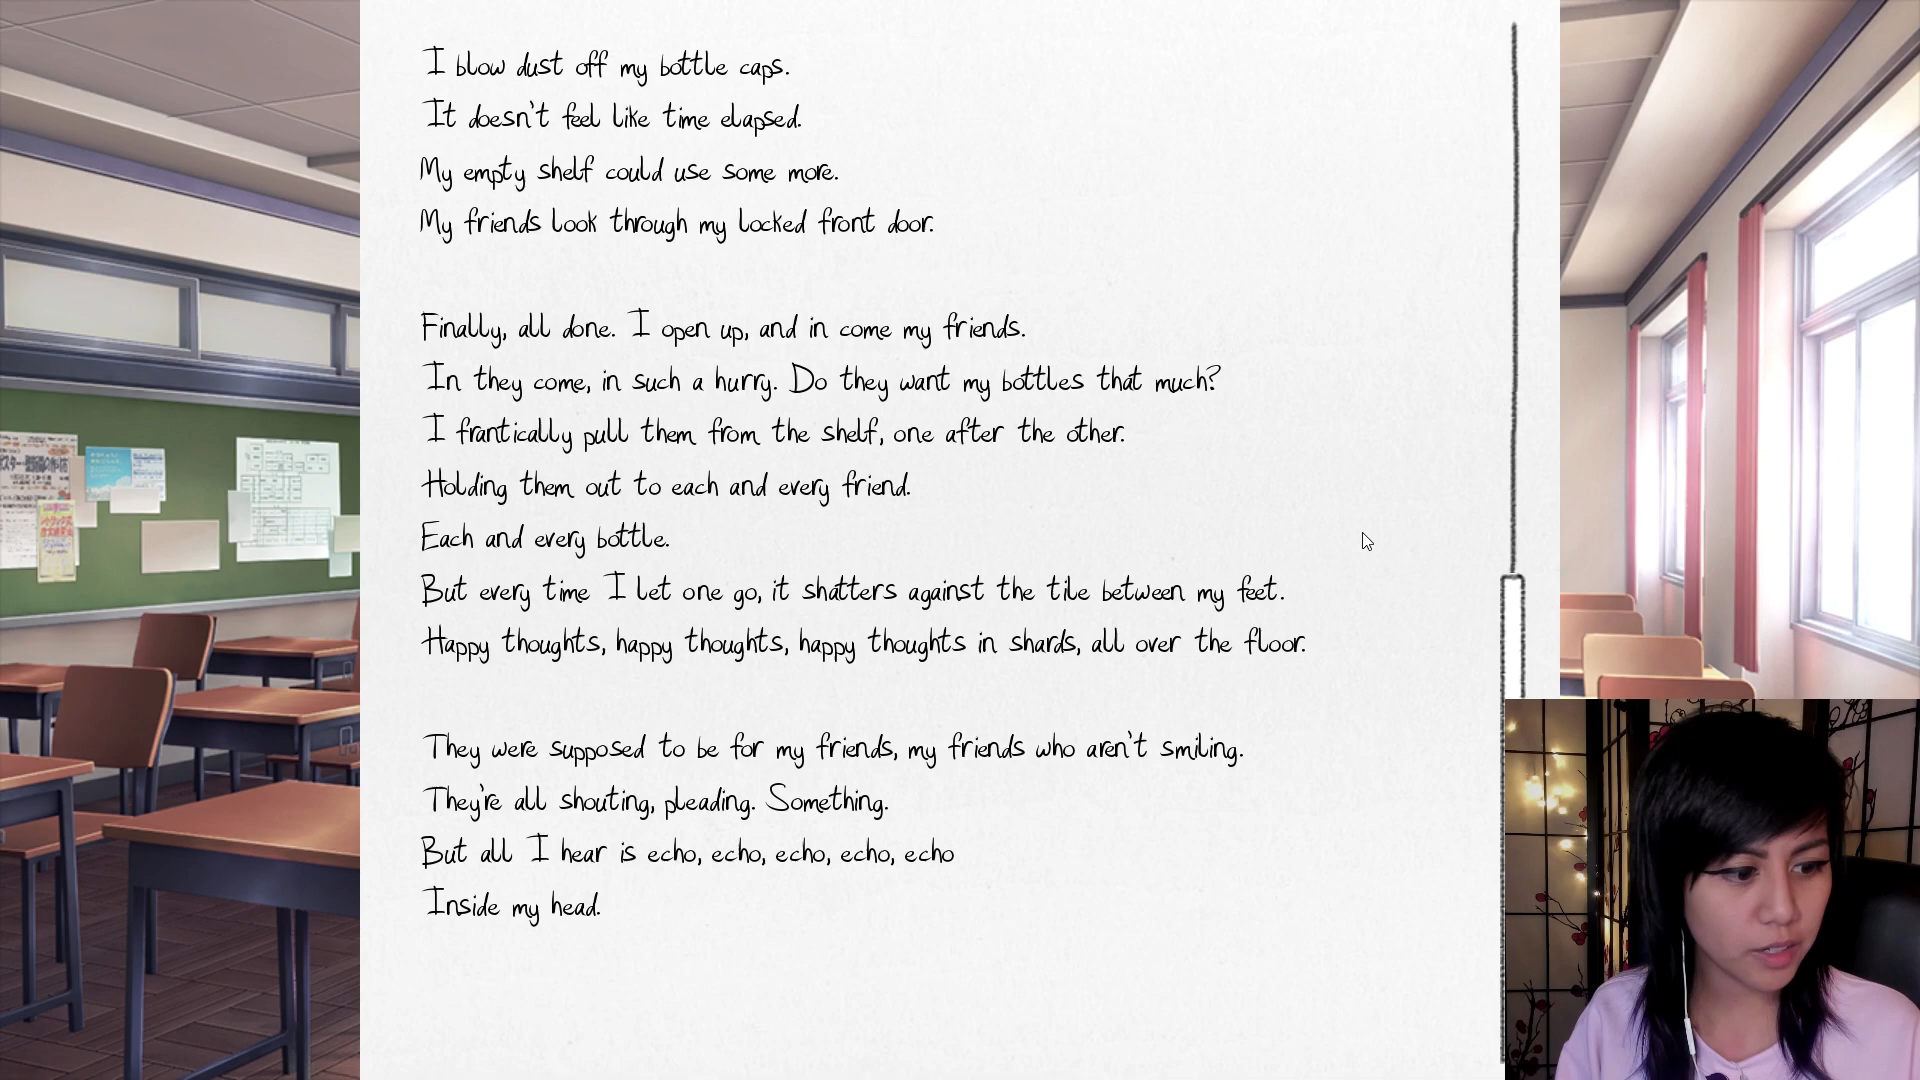 I blow dust off my bottle caps.
It doesn't feel like time elapsed.
My empty shelf could use some more.
My friends look through my locked front door.
Finally, all done. I open up, and in come my friends.
In they come, in such a hurry. Do they want my bottles that much?
I frantically pull them from the shelf, one after the other.
Holding them out to each and every friend.
Each and every bottle.
But every time I let one go, it shatters against the tile between my feet.
Happy thoughts, happy thoughts, happy thoughts in shards, all over the floor.
They were supposed to be for my friends, my friends who aren't smiling.
They're all shouting, pleading. Something.
But all I hear is echo, echo, echo, echo, echo
Inside my head.